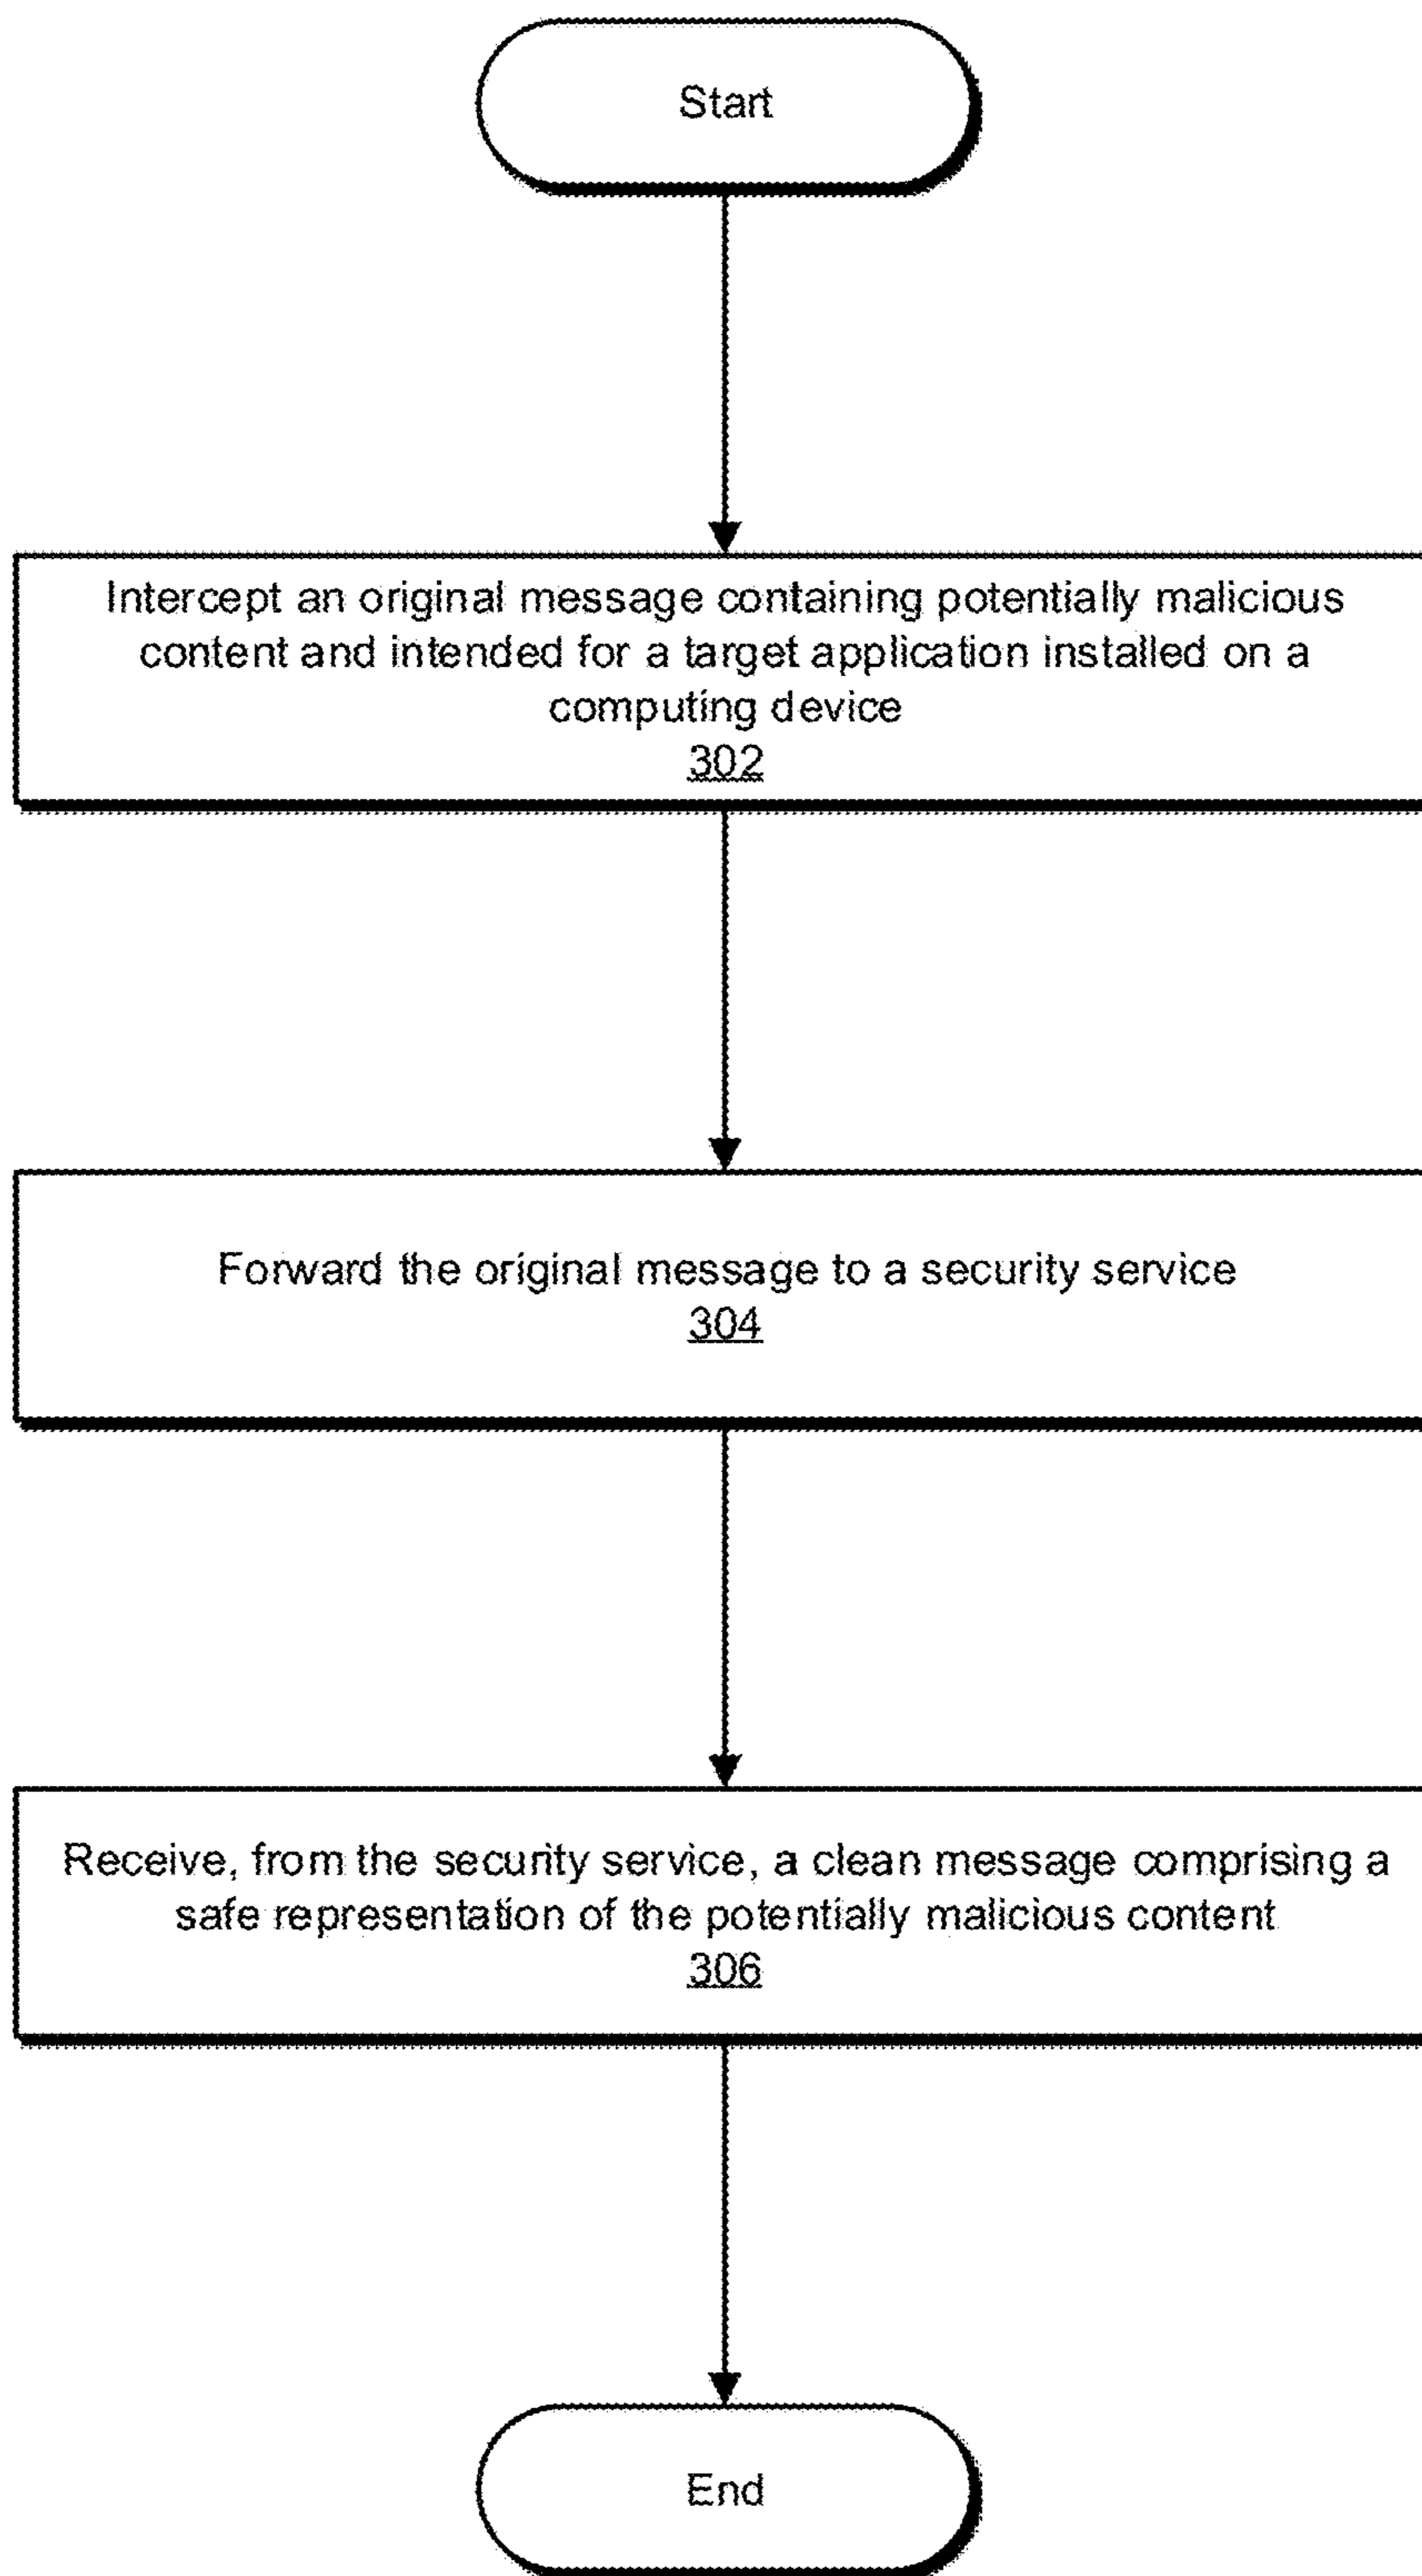 Start
Intercept an original message containing potentially malicious
content and intended for a target application installed on a
computing device
302
Forward the original message to a security service
304
Receive, from the security service, a clean message comprising a
safe representation of the potentially malicious content
306
End